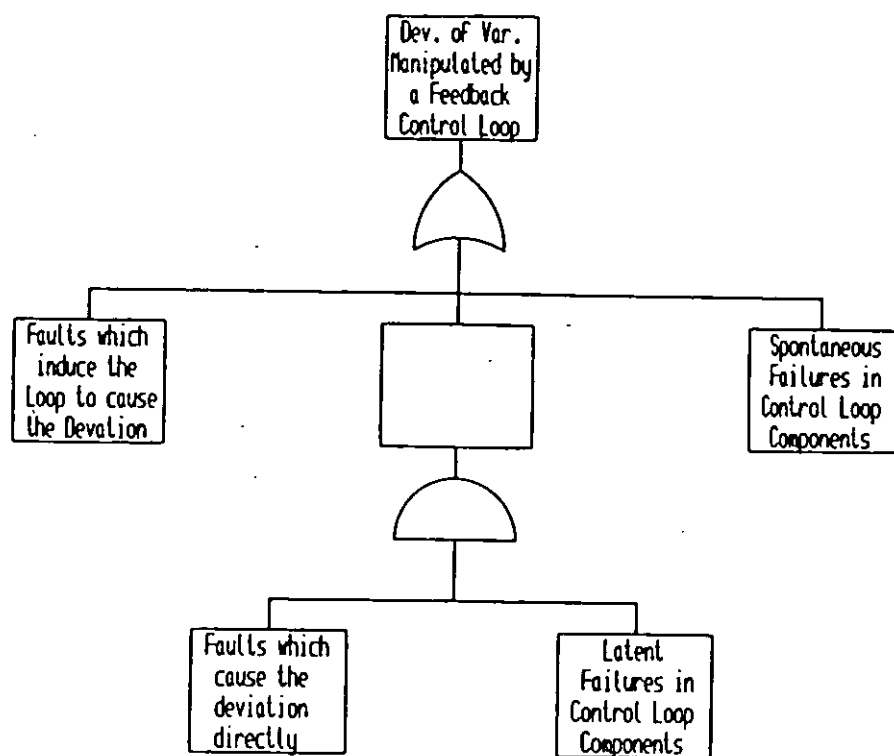 Dev. of Var.
Manipulated by
a Feedback
Control Loop
Faults which
induce the
Loop to cause
the Devation
Spontaneous
Failures in
Control Loop
Components
Faults which
cause the
deviation
directly
Latent
Failures in
Control Loop
Components